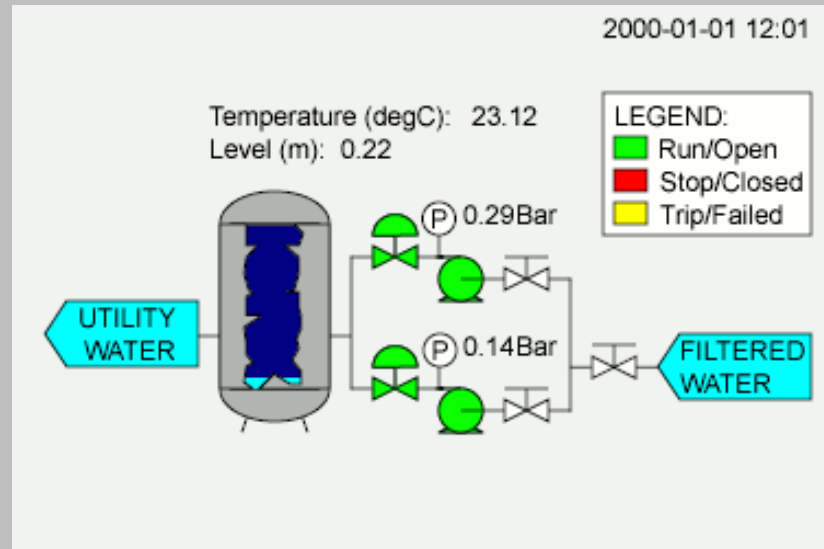 2000-01-01 12:01
Temperature (degC): 23.12
Level (m): 0.22
LEGEND:
Run/Open
Stop/Closed
Trip/Failed
P 0.29Bar
UTILITY
WATER
P 0.14Bar
FILTERED
WATER